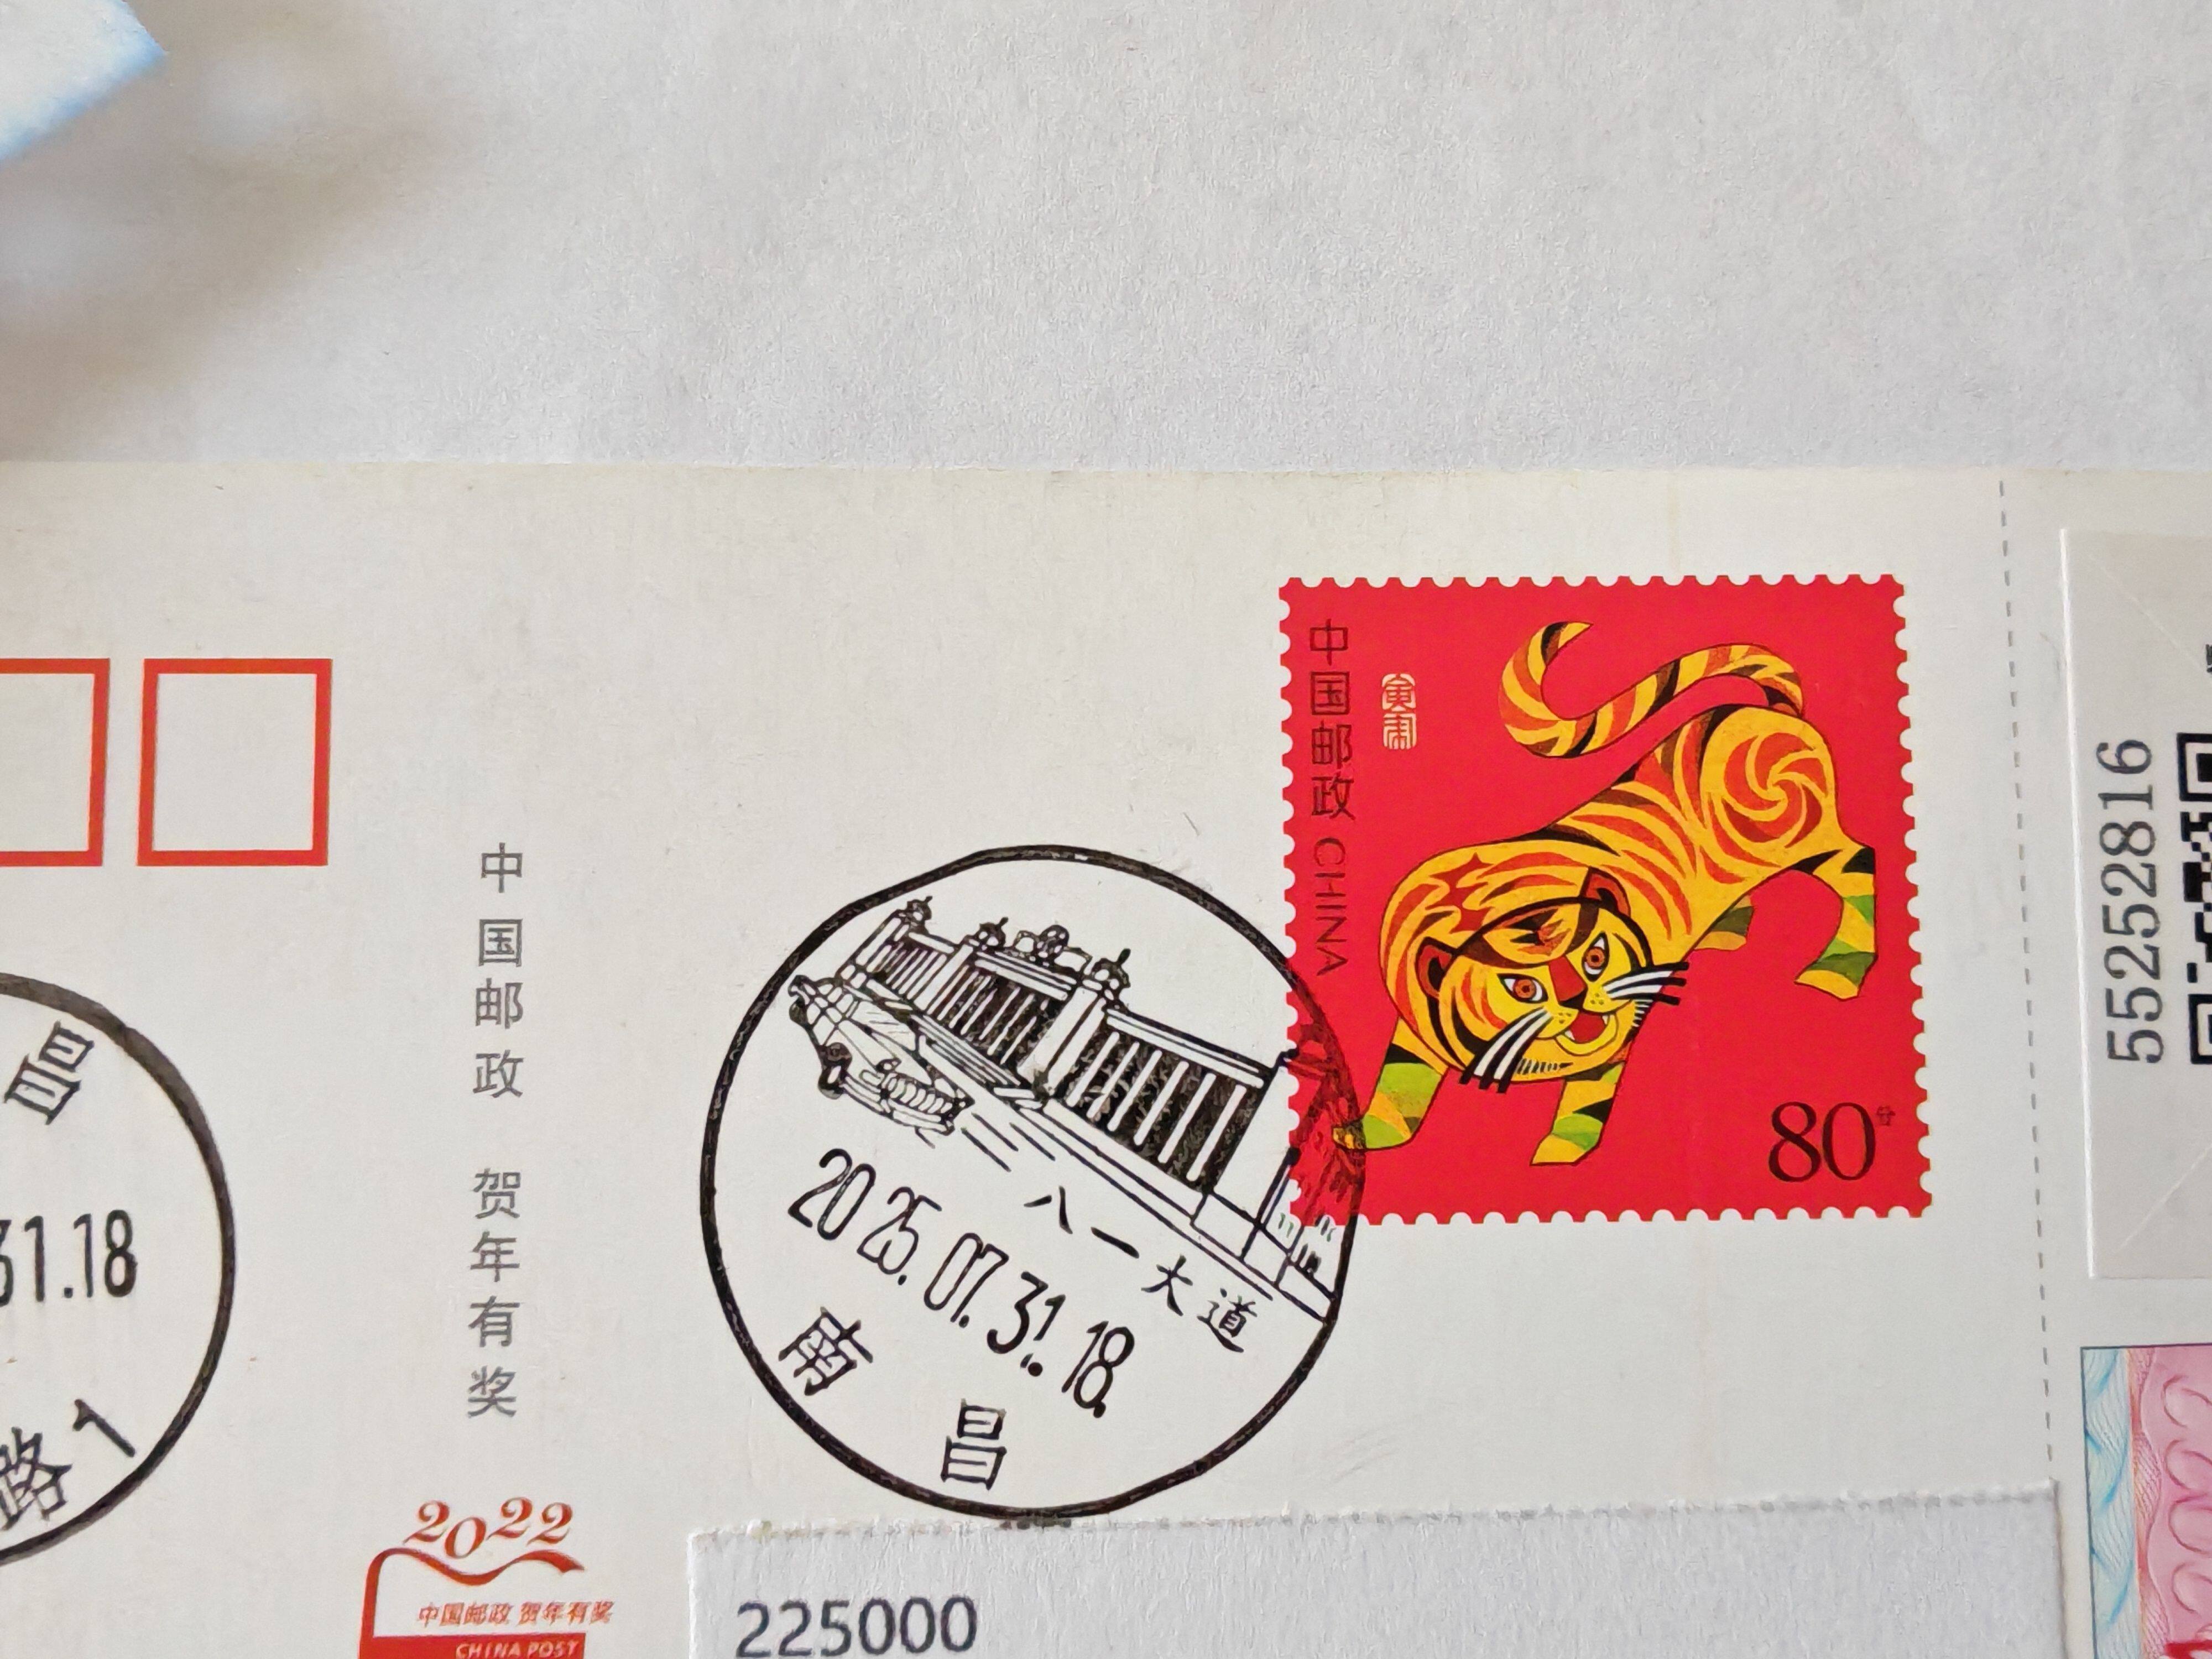 中国邮政 CHINA
寅虎
80分
55252816
中国邮政 贺年有奖
八一大道
2025.07.31.18
南昌
昌
31.18
路1
2022
中国邮政 贺年有奖
CHINA POST
225000